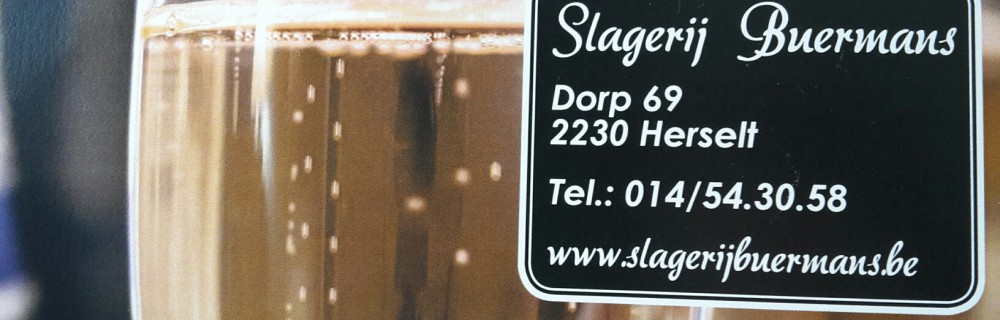 Slagerij Buermans
Dorp 69
2230 Herselt
Tel.: 014/54.30.58
www.slagerijbuermans.be